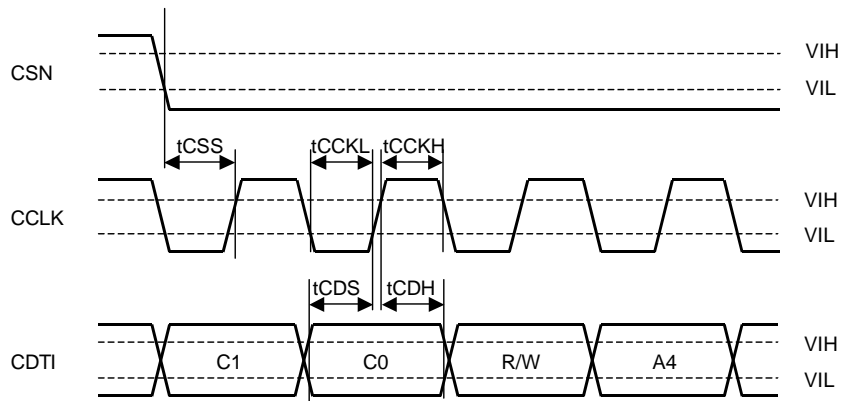 CSN
VIH
VIL
tCSS
tCCKL
tCCKH
CCLK
VIH
VIL
tCDS
tCDH
CDTI
C1
C0
R/W
A4
VIH
VIL